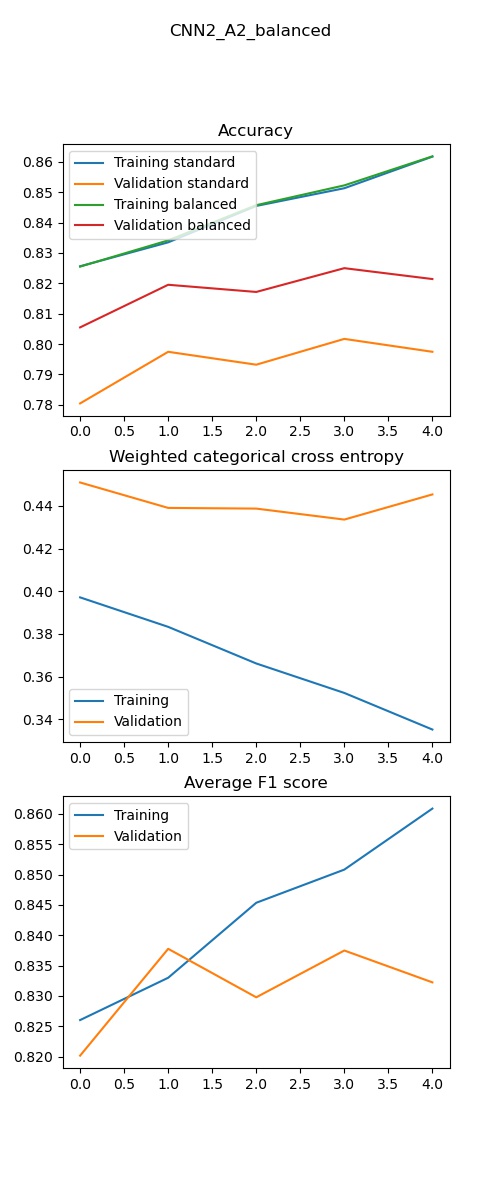 CNN2_A2_balanced
Accuracy
0.86
0.85
0.84
0.83
0.82
0.81
0.80
0.79
0.78
Training standard
Validation standard
Training balanced
Validation balanced
0.0 0.5 1.0 1.5 2.0 2.5 3.0 3.5 4.0
Weighted categorical cross entropy
0.44
0.42
0.40
0.38
0.36
0.34
Training
Validation
0.0 0.5 1.0 1.5 2.0 2.5 3.0 3.5 4.0
Average F1 score
0.860
0.855
0.850
0.845
0.840
0.835
0.830
0.825
0.820
Training
Validation
0.0 0.5 1.0 1.5 2.0 2.5 3.0 3.5 4.0